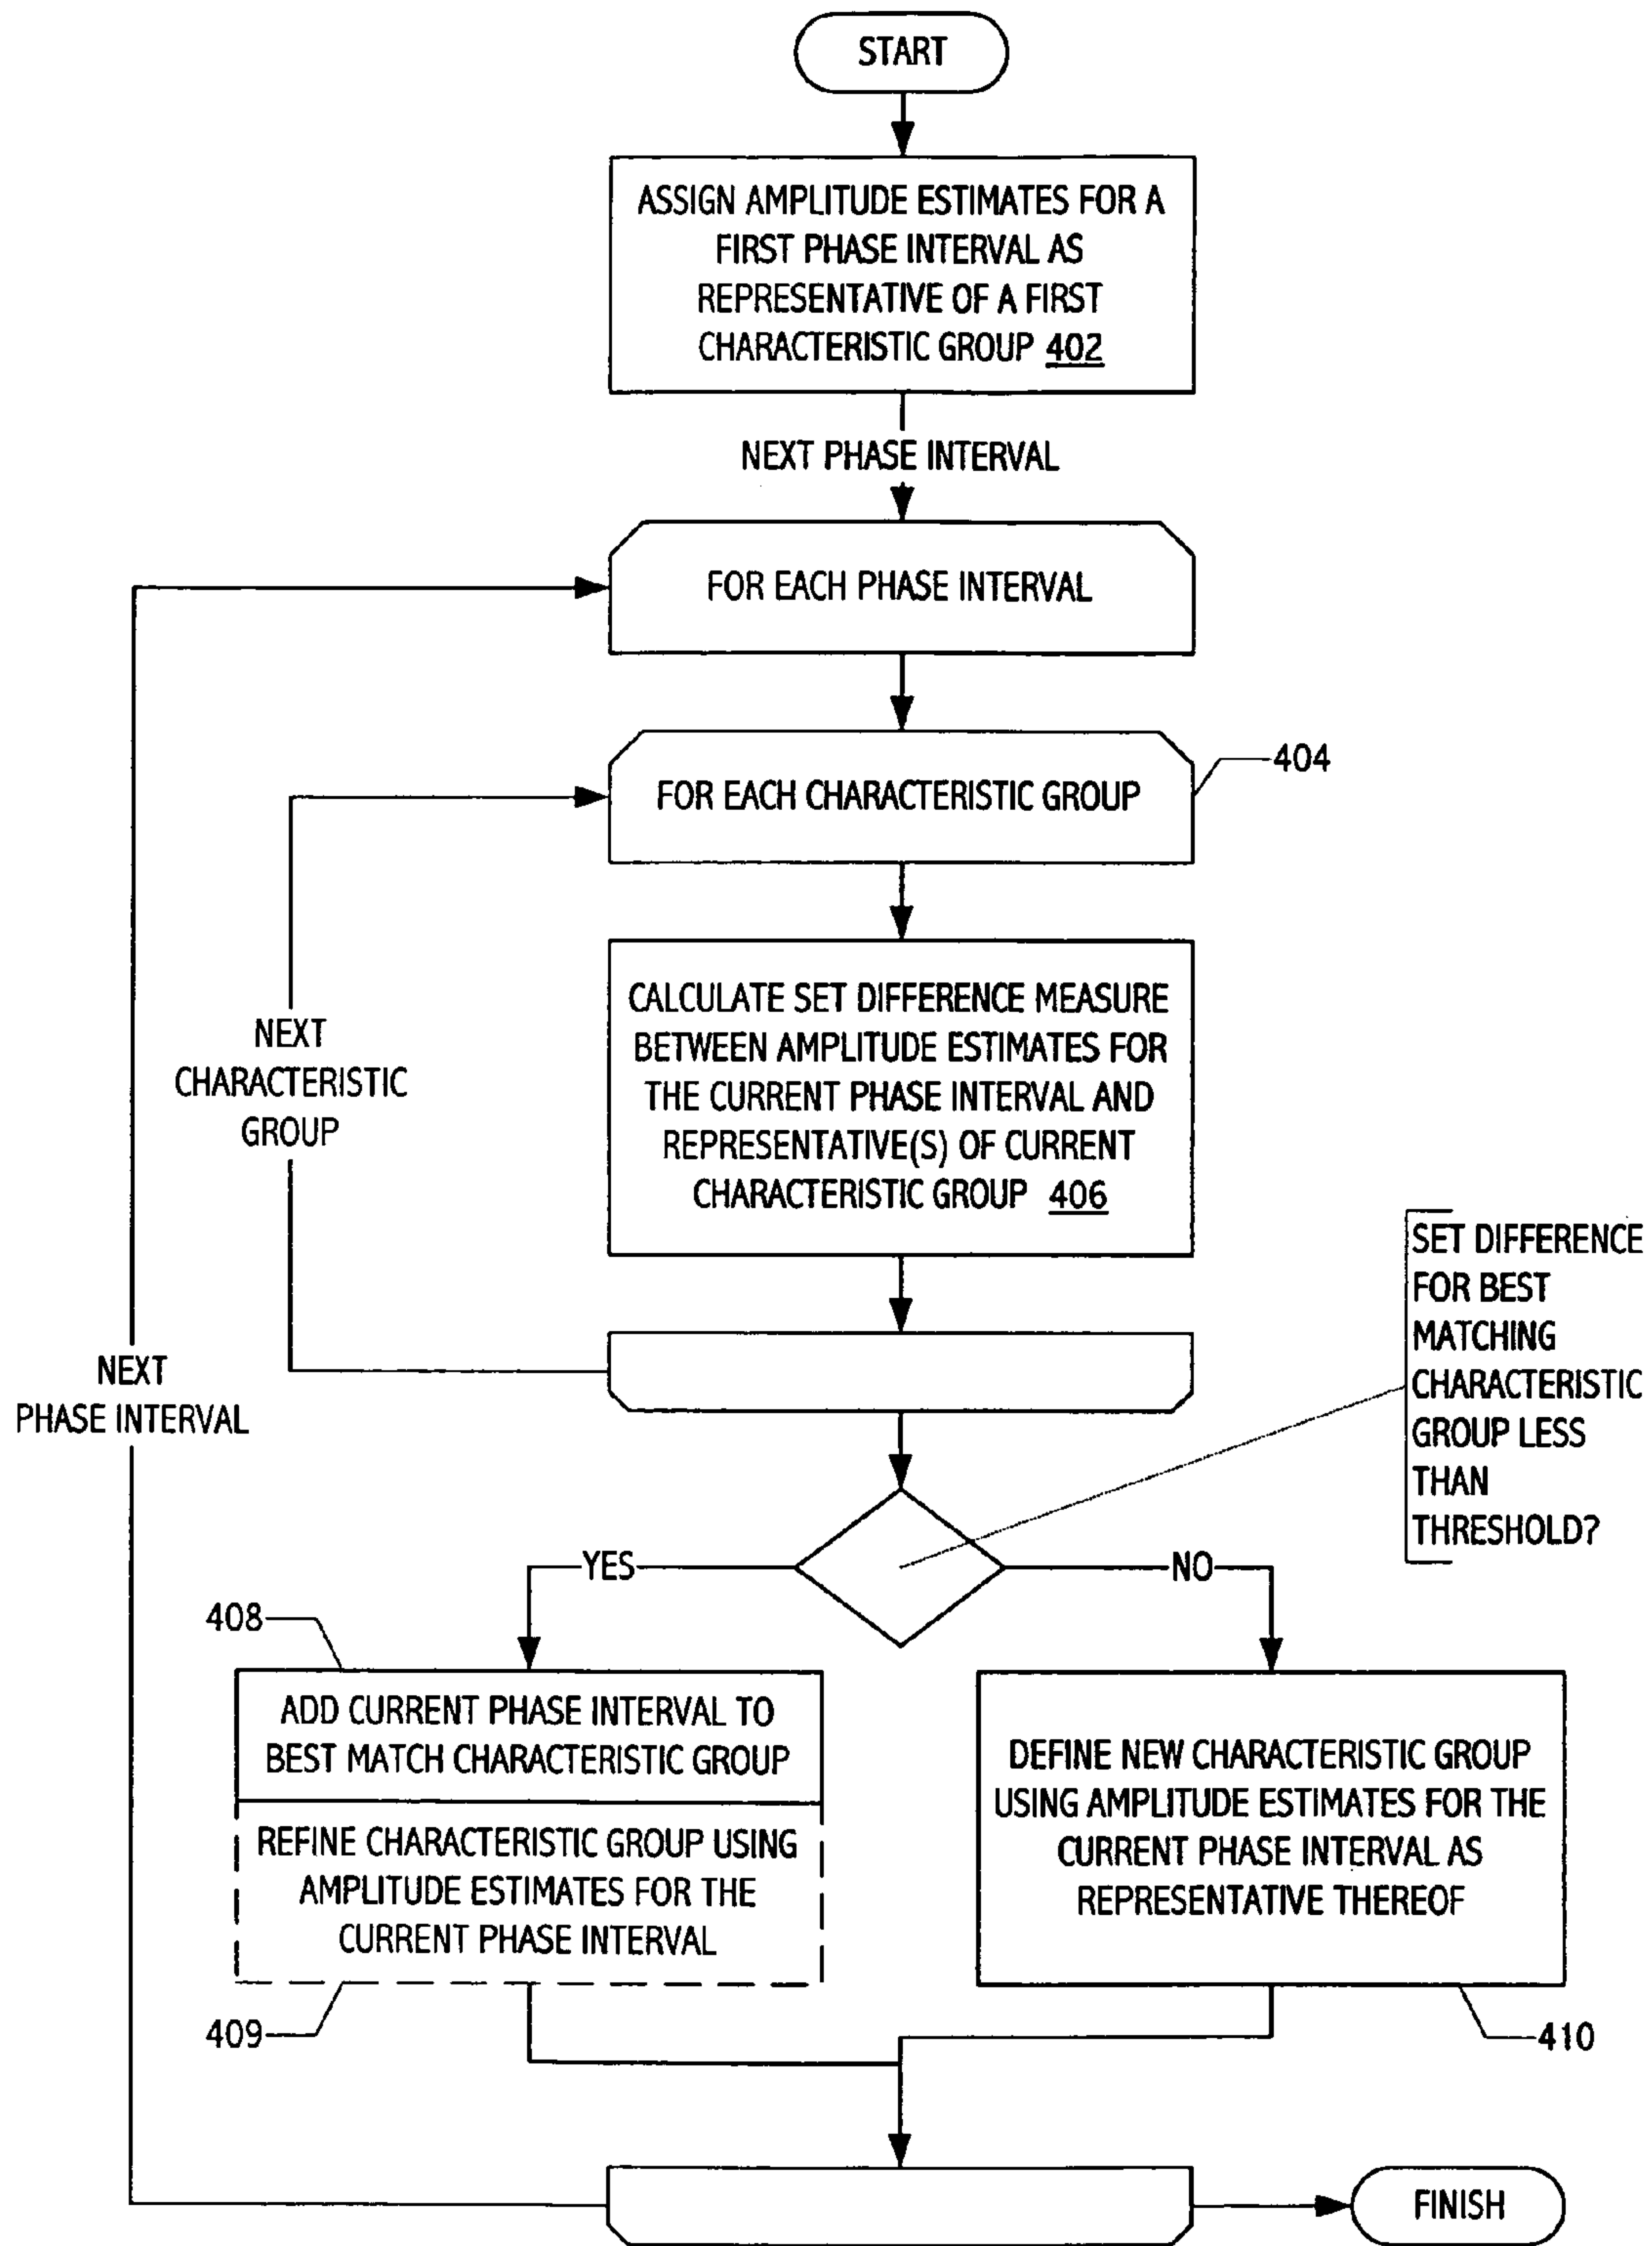 START
ASSIGN AMPLITUDE ESTIMATES FOR A
FIRST PHASE INTERVAL AS
REPRESENTATIVE OF A FIRST
CHARACTERISTIC GROUP 402
NEXT PHASE INTERVAL
FOR EACH PHASE INTERVAL
404
FOR EACH CHARACTERISTIC GROUP
CALCULATE SET DIFFERENCE MEASURE
BETWEEN AMPLITUDE ESTIMATES FOR
THE CURRENT PHASE INTERVAL AND
REPRESENTATIVE(S) OF CURRENT
CHARACTERISTIC GROUP 406
NEXT
CHARACTERISTIC
GROUP
SET DIFFERENCE
FOR BEST
MATCHING
CHARACTERISTIC
GROUP LESS
THAN
THRESHOLD?
NEXT
PHASE INTERVAL
YES
NO
408
ADD CURRENT PHASE INTERVAL TO
BEST MATCH CHARACTERISTIC GROUP
REFINE CHARACTERISTIC GROUP USING
AMPLITUDE ESTIMATES FOR THE
CURRENT PHASE INTERVAL
409
DEFINE NEW CHARACTERISTIC GROUP
USING AMPLITUDE ESTIMATES FOR THE
CURRENT PHASE INTERVAL AS
REPRESENTATIVE THEREOF
410
FINISH